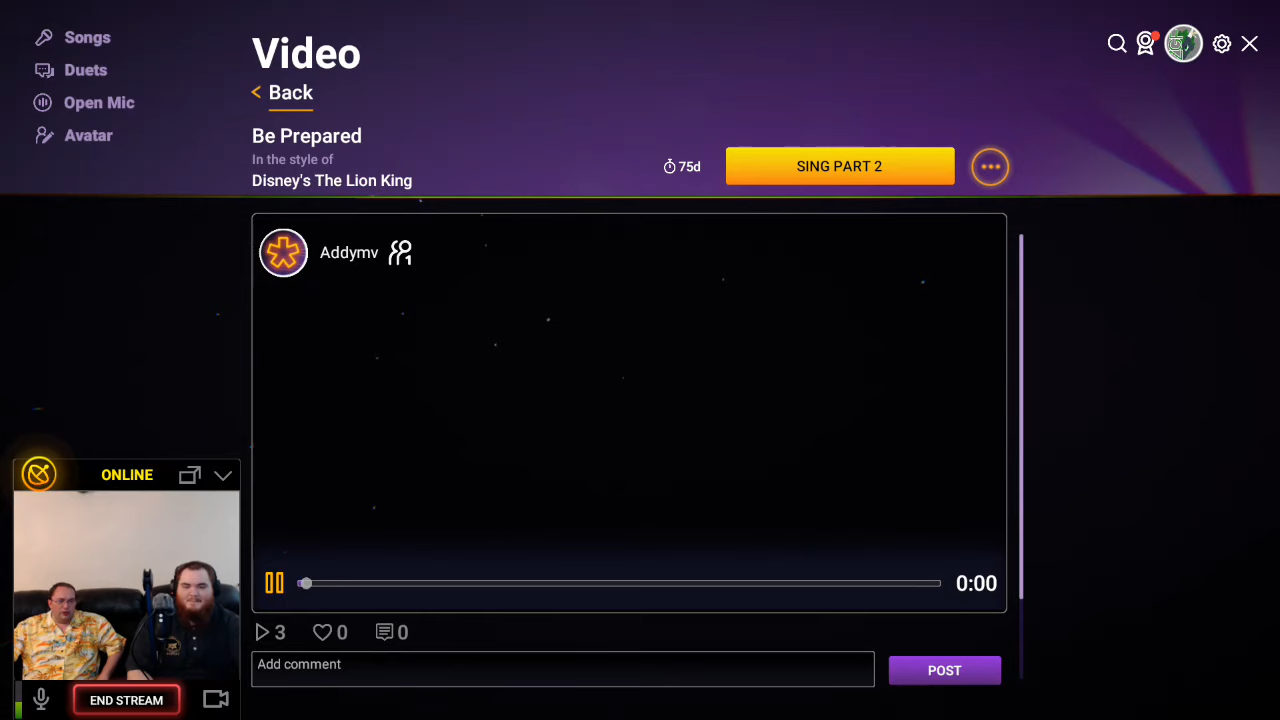 Songs
Duets
Open Mic
Avatar
Video
< Back
Be Prepared
In the style of
Disney's The Lion King
75d
SING PART 2
Addymv
0:00
3
0
0
Add comment
POST
ONLINE
END STREAM